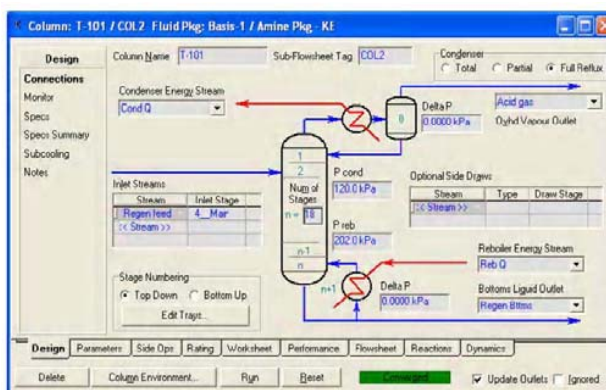 Column: T-101 / COL2 Fluid Pkg: Basis-1 / Amine Pkg - KE
Design
Connections
Monitor
Specs
Specs Summary
Subcooling
Notes
Column Name T-101 Sub-Flowsheet Tag COL2
Condenser
Total Partial Full Reflux
Condenser Energy Stream
Cond Q
Delta P
0.0000 kPa
Acid gas
Ovhd Vapour Outlet
0
1
2
Num of Stages
n = 18
n-1
n
n+1
P cond
120.0 kPa
P reb
202.0 kPa
Inlet Streams
Stream Inlet Stage
Regen feed 4__Main
<< Stream >>
Optional Side Draws
Stream Type Draw Stage
<< Stream >>
Stage Numbering
Top Down Bottom Up
Edit Trays...
Delta P
0.0000 kPa
Reboiler Energy Stream
Reb Q
Bottoms Liquid Outlet
Regen Bttms
Design Parameters Side Ops Rating Worksheet Performance Flowsheet Reactions Dynamics
Delete Column Environment... Run Reset Converged Update Outlets Ignored